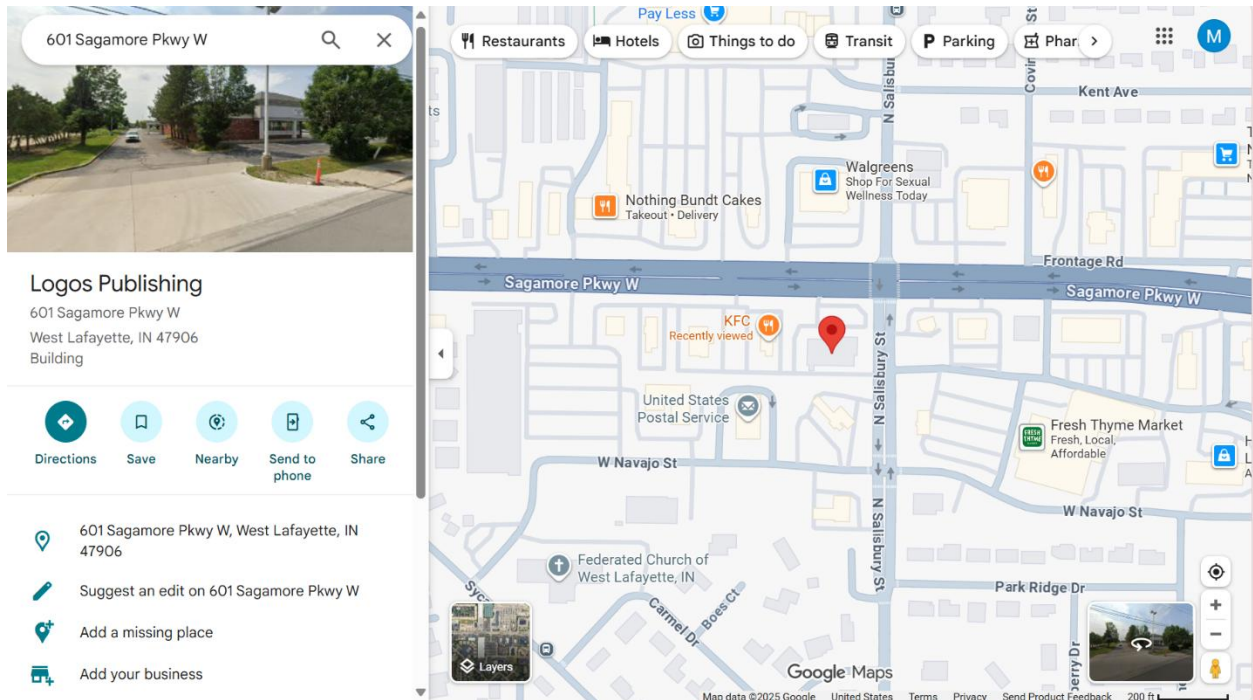 601 Sagamore Pkwy W
Logos Publishing
601 Sagamore Pkwy W
West Lafayette, IN 47906
Building
Directions
Save
Nearby
Send to
phone
Share
601 Sagamore Pkwy W, West Lafayette, IN
47906
Suggest an edit on 601 Sagamore Pkwy W
Add a missing place
Add your business
Pay Less
Restaurants
Hotels
Things to do
Transit
P Parking
Phar
M
Kent Ave
Walgreens
Shop For Sexual
Wellness Today
Nothing Bundt Cakes
Takeout • Delivery
Frontage Rd
Sagamore Pkwy W
Sagamore Pkwy W
KFC
Recently viewed
N Salisbury St
United States
Postal Service
FRESH
THYME
Fresh Thyme Market
Fresh, Local,
Affordable
W Navajo St
W Navajo St
N Salisbury St
Federated Church of
West Lafayette, IN
Park Ridge Dr
Carmel Dr
Boes Ct
Layers
Google Maps
Map data ©2025 Google
United States
Terms
Privacy
Send Product Feedback
200 ft